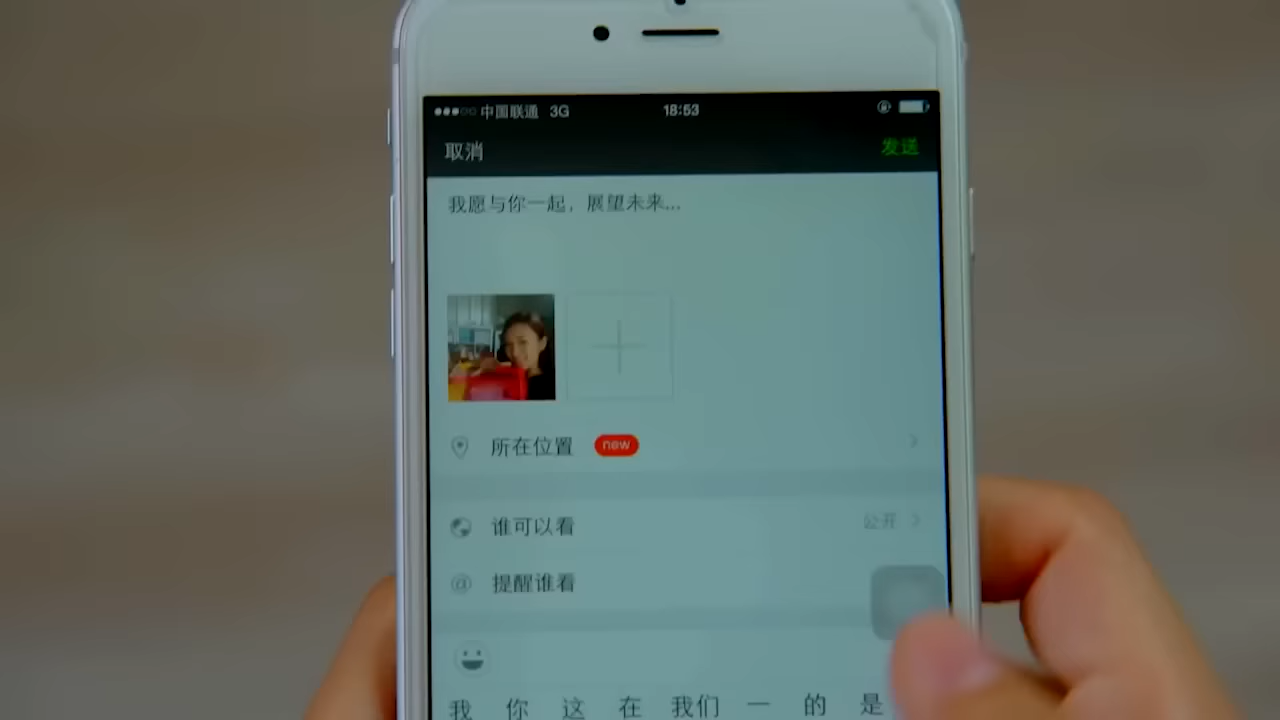 中国联通 3G 18:53
取消 发送
我愿与你一起，展望未来...
所在位置 new
谁可以看 公开
@ 提醒谁看
我 你 这 在 我们 一 的 是